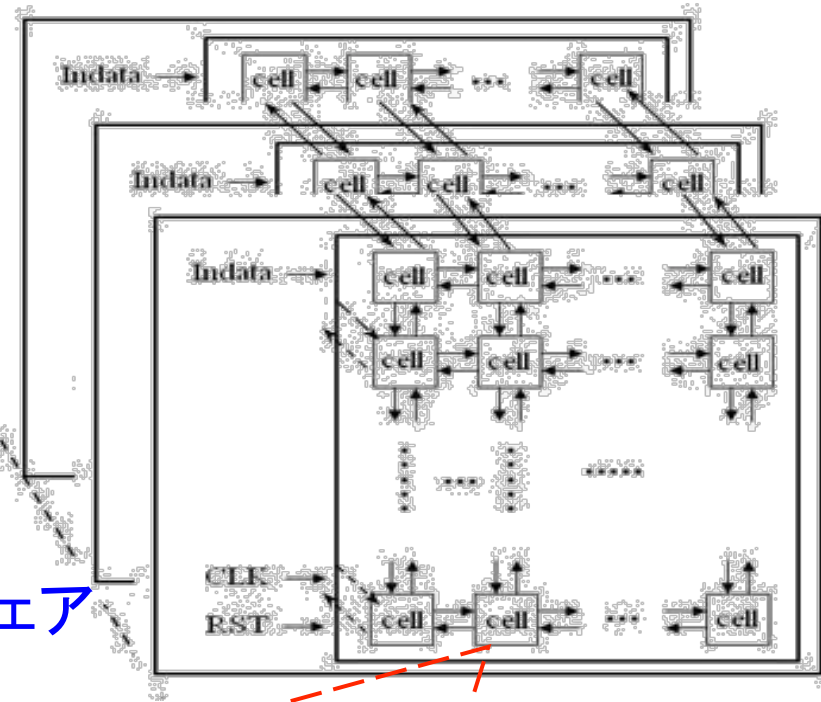 Indata cell cell ... cell
Indata cell cell ... cell
Indata cell cell ... cell
cell cell ... cell
CLK
ェア
RST cell cell ... cell